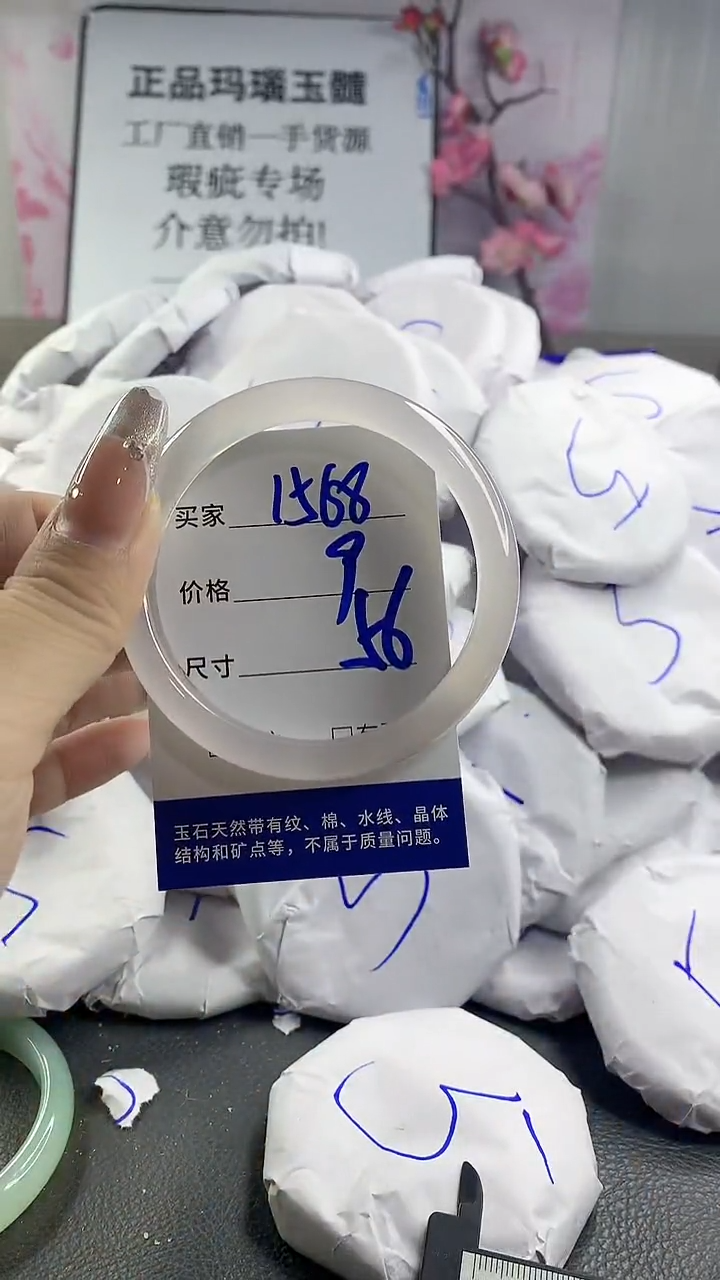 正品玛瑙玉髓
工厂直销一手货源
瑕疵专场
介意勿拍!
买家 1568
价格 9
尺寸 56
玉石天然带有纹、棉、水线、晶体
结构和矿点等，不属于质量问题。
5
5
5